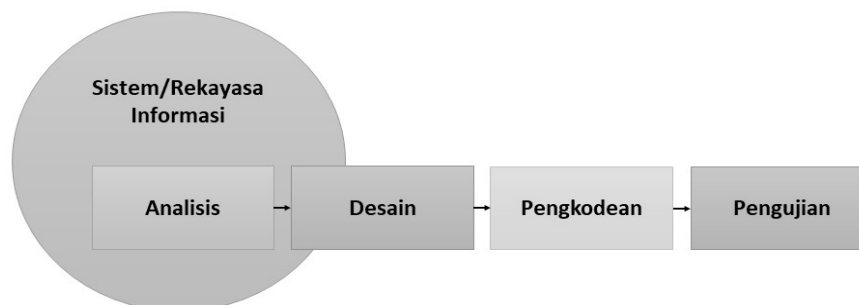 Sistem/Rekayasa
Informasi
Analisis
Desain
Pengkodean
Pengujian